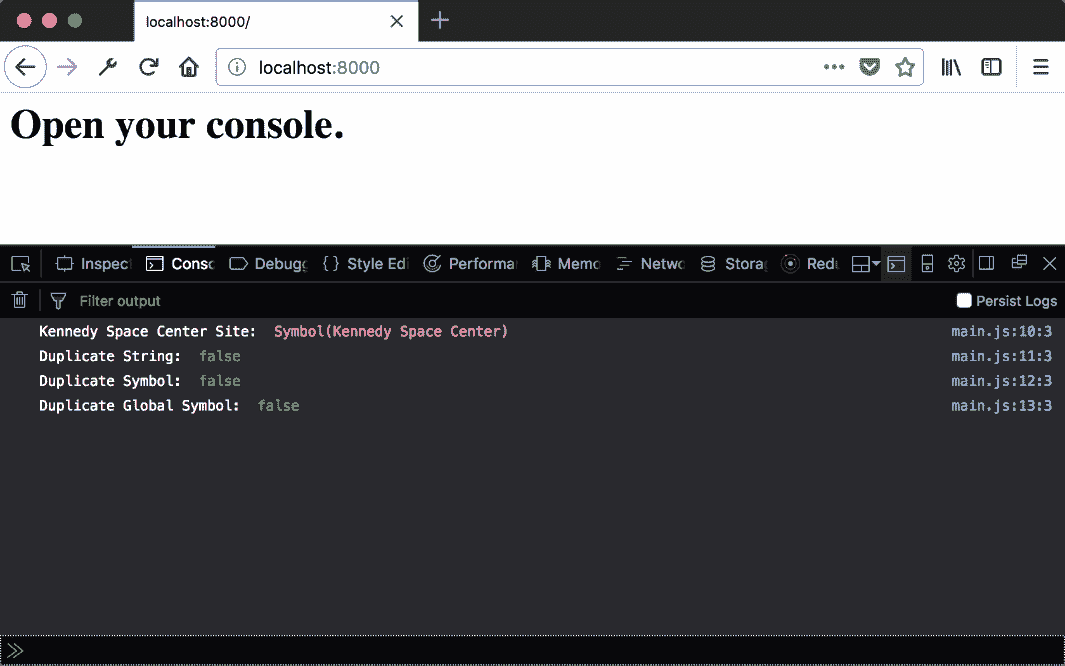 localhost:8000/
localhost:8000
Open your console.
Inspec Conso Debugg Style Edi Performa Memo Netwo Stora Redu
Filter output Persist Logs
Kennedy Space Center Site: Symbol(Kennedy Space Center) main.js:10:3
Duplicate String: false main.js:11:3
Duplicate Symbol: false main.js:12:3
Duplicate Global Symbol: false main.js:13:3